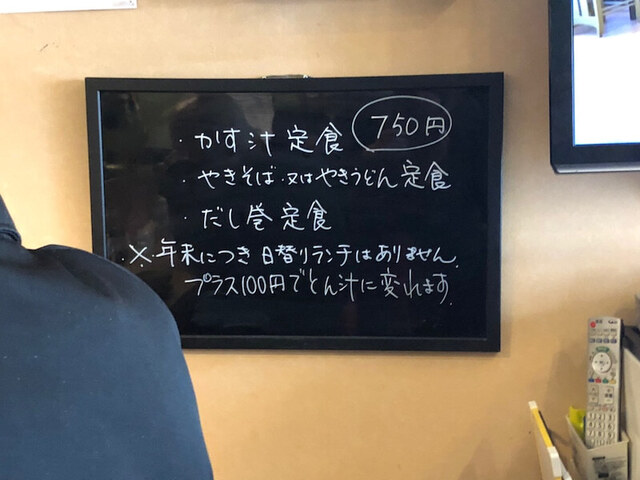 ・かす汁 定食 750円
・やきそば・又はやきうどん 定食
・だし巻 定食
・※年末につき 日替りランチはありません。
プラス100円でとん汁に変れます。